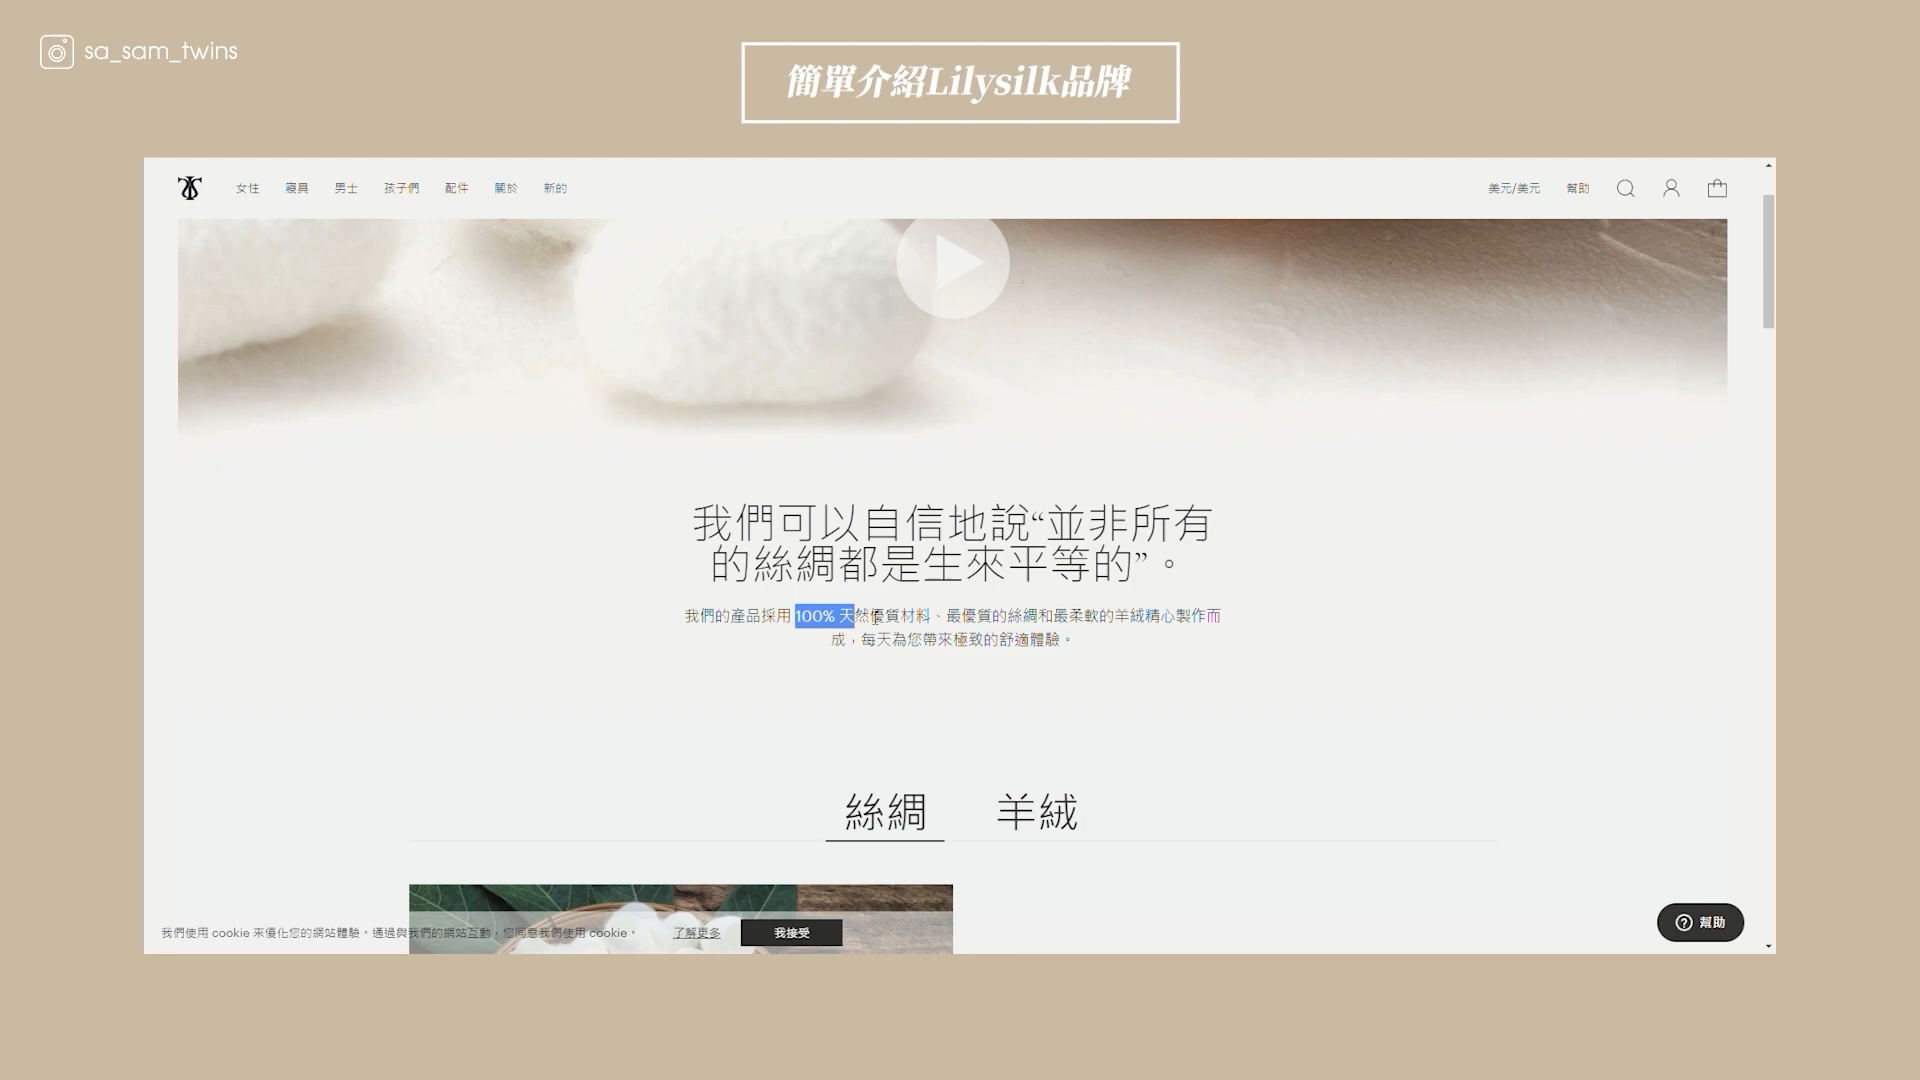 sa_sam_twins
簡單介紹Lilysilk品牌
女性 寢具 男士 孩子們 配件 關於 新的 美元/美元 幫助
我們可以自信地說“並非所有
的絲綢都是生來平等的”。
我們的產品採用 100% 天然優質材料、最優質的絲綢和最柔軟的羊絨精心製作而
成，每天為您帶來極致的舒適體驗。
絲綢 羊絨
我們使用 cookie 來優化您的網站體驗。通過與我們的網站互動，您同意我們使用 cookie。 了解更多 我接受
幫助